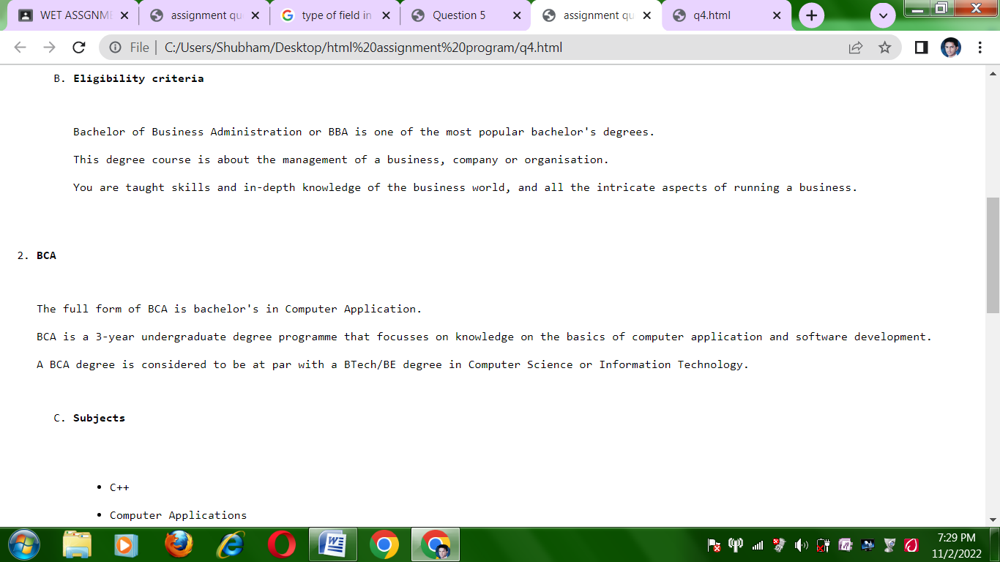 WET ASSGNME
assignment qu
type of field in
Question 5
assignment qu
q4.html
File | C:/Users/Shubham/Desktop/html%20assignment%20program/q4.html
B. Eligibility criteria
Bachelor of Business Administration or BBA is one of the most popular bachelor's degrees.
This degree course is about the management of a business, company or organisation.
You are taught skills and in-depth knowledge of the business world, and all the intricate aspects of running a business.
2. BCA
The full form of BCA is bachelor's in Computer Application.
BCA is a 3-year undergraduate degree programme that focusses on knowledge on the basics of computer application and software development.
A BCA degree is considered to be at par with a BTech/BE degree in Computer Science or Information Technology.
C. Subjects
• C++
• Computer Applications
7:29 PM
11/2/2022